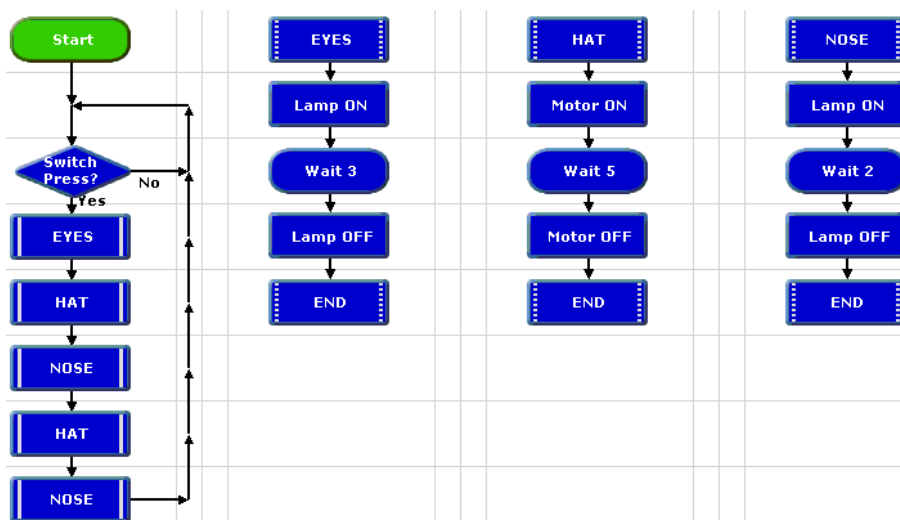 Start
Switch
Press?
No
Yes
EYES
HAT
NOSE
HAT
NOSE
EYES
Lamp ON
Wait 3
Lamp OFF
END
HAT
Motor ON
Wait 5
Motor OFF
END
NOSE
Lamp ON
Wait 2
Lamp OFF
END